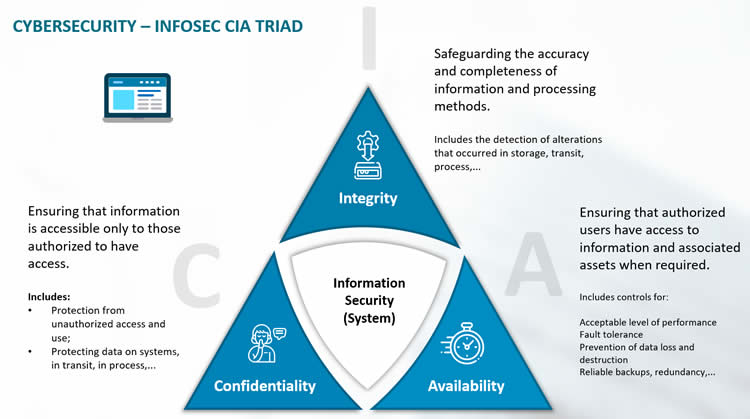 CYBERSECURITY – INFOSEC CIA TRIAD
I
Safeguarding the accuracy
and completeness of
information and processing
methods.
Includes the detection of alterations
that occurred in storage, transit,
process,...
Integrity
Ensuring that information
is accessible only to those
authorized to have
access.
Includes:
• Protection from
unauthorized access and
use;
• Protecting data on systems,
in transit, in process,...
C
Information
Security
(System)
A
Ensuring that authorized
users have access to
information and associated
assets when required.
Includes controls for:
Acceptable level of performance
Fault tolerance
Prevention of data loss and
destruction
Reliable backups, redundancy,...
Confidentiality
Availability